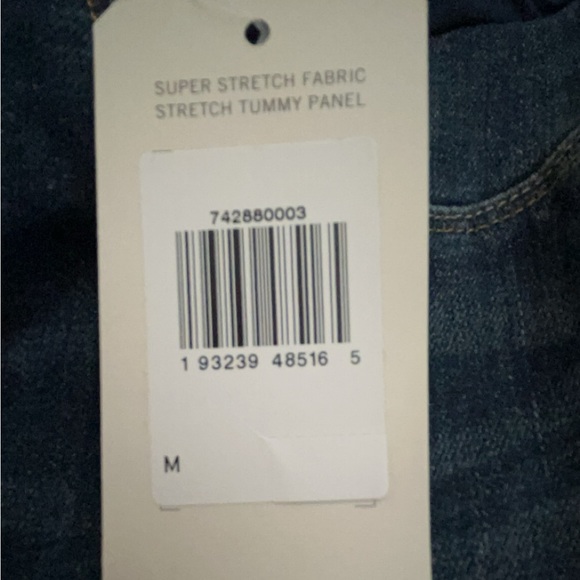 SUPER STRETCH FABRIC
STRETCH TUMMY PANEL
742880003
1 93239 48516 5
M